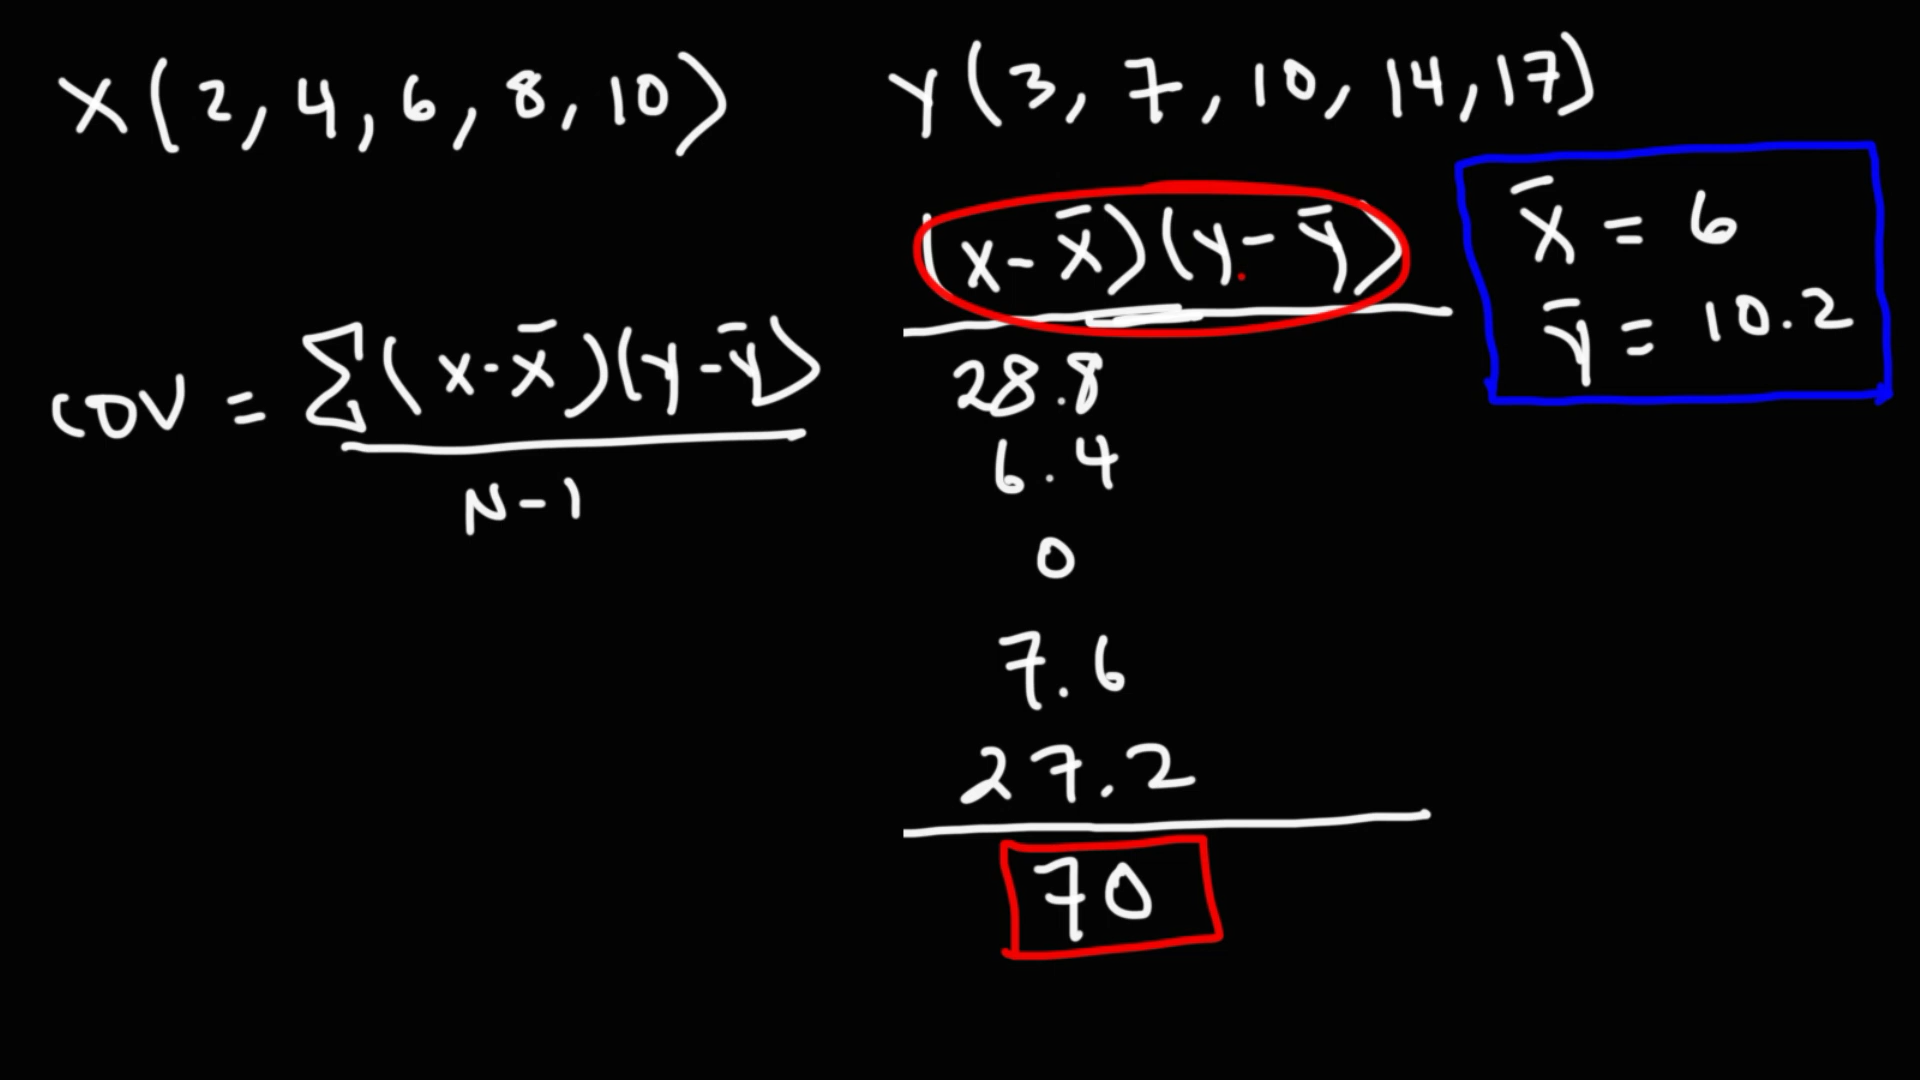 X(2, 4, 6, 8, 10)
Y(3, 7, 10, 14, 17)
COV = Σ(x-x̄)(y-ȳ)
N-1
(x-x̄)(y-ȳ)
28.8
6.4
0
7.6
27.2
70
x̄ = 6
ȳ = 10.2